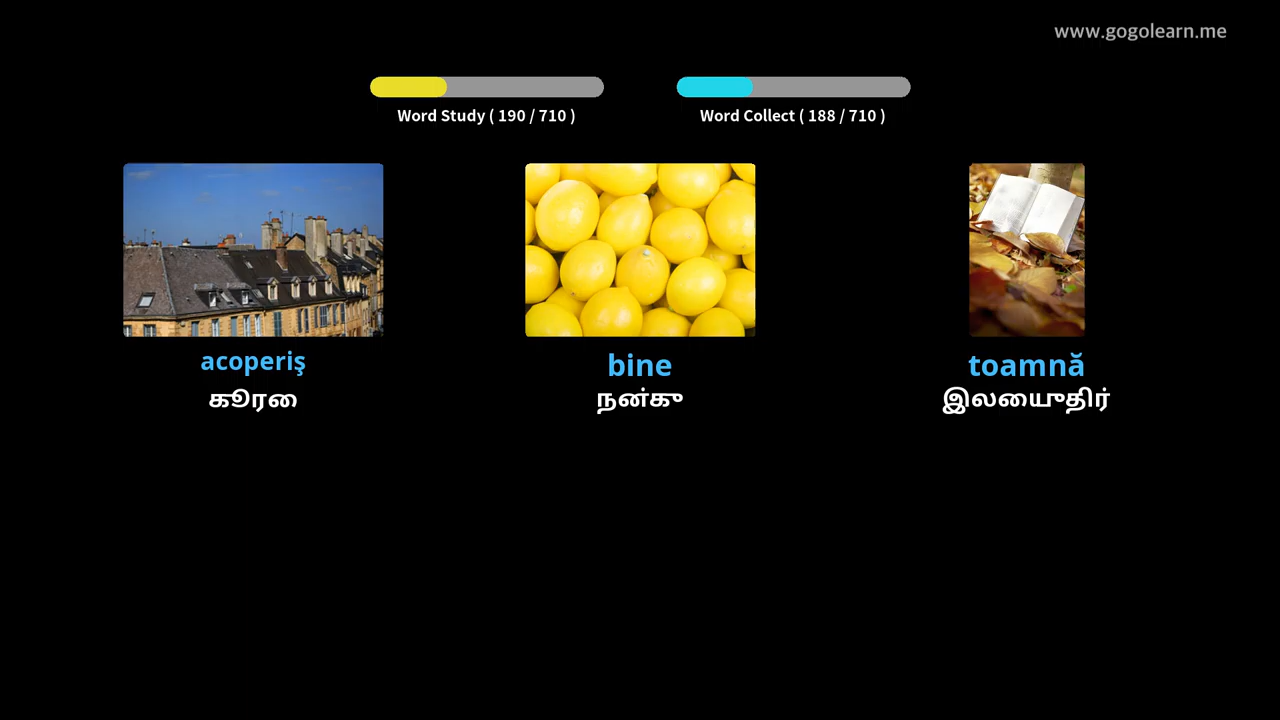 www.gogolearn.me
Word Study ( 190 / 710 )
Word Collect ( 188 / 710 )
acoperiş
bine
toamnă
கூரை
நன்கு
இலையுதிர்